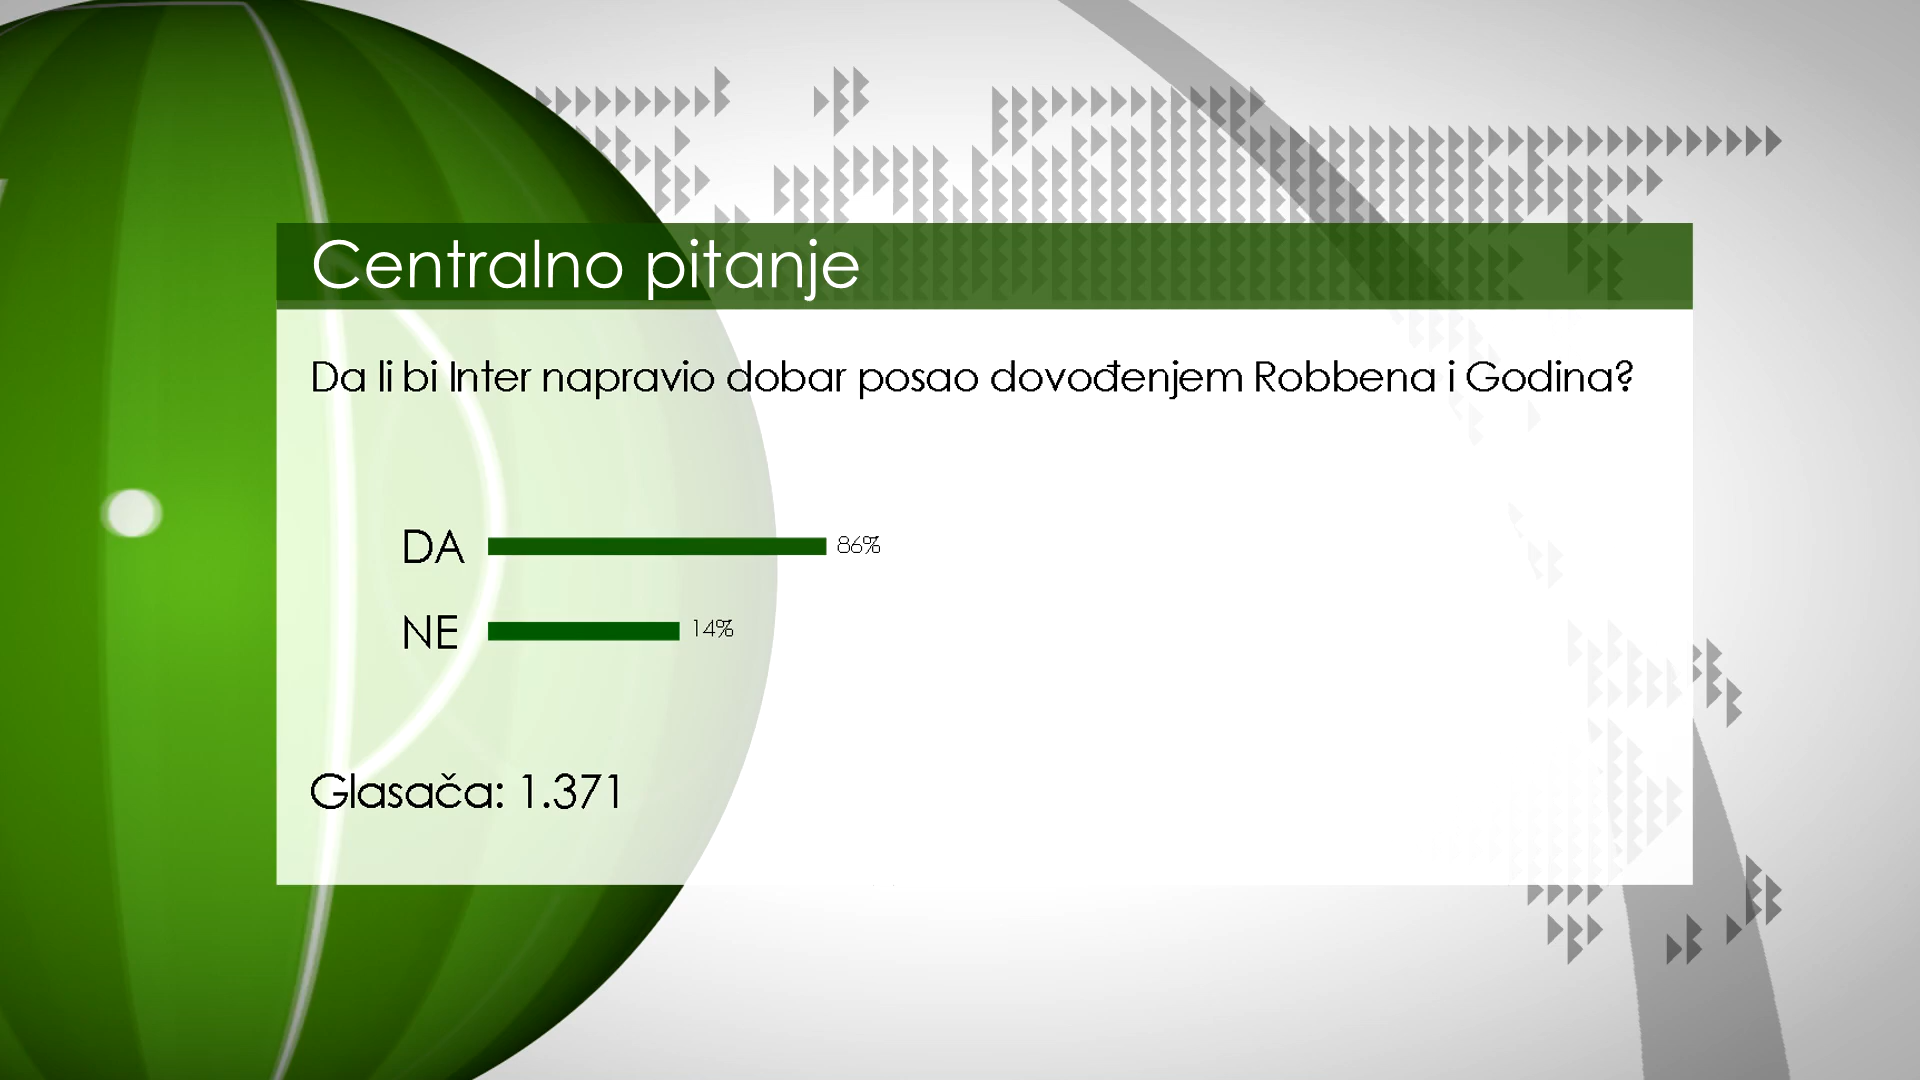 Centralno pitanje
Da li bi Inter napravio dobar posao dovođenjem Robbena i Godina?
DA 86%
NE 14%
Glasača: 1.371